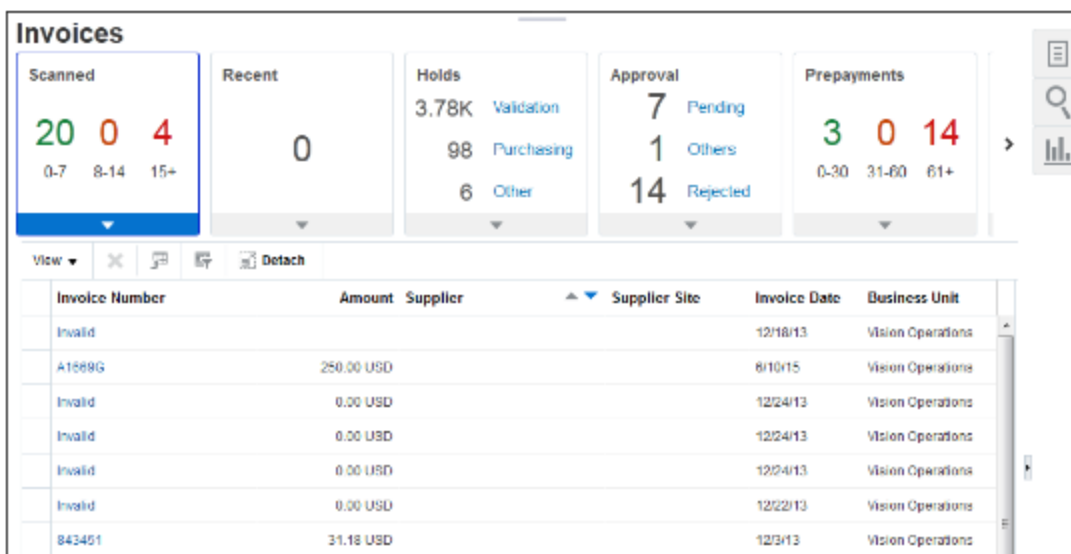 Invoices
Scanned
20 0 4
0-7 8-14 15+
Recent
0
Holds
3.78K Validation
98 Purchasing
6 Other
Approval
7 Pending
1 Others
14 Rejected
Prepayments
3 0 14
0-30 31-60 61+
View Detach
Invoice Number Amount Supplier Supplier Site Invoice Date Business Unit
Invalid 12/18/13 Vision Operations
A1669G 250.00 USD 6/10/15 Vision Operations
Invalid 0.00 USD 12/24/13 Vision Operations
Invalid 0.00 USD 12/24/13 Vision Operations
Invalid 0.00 USD 12/24/13 Vision Operations
Invalid 0.00 USD 12/22/13 Vision Operations
843451 31.18 USD 12/3/13 Vision Operations